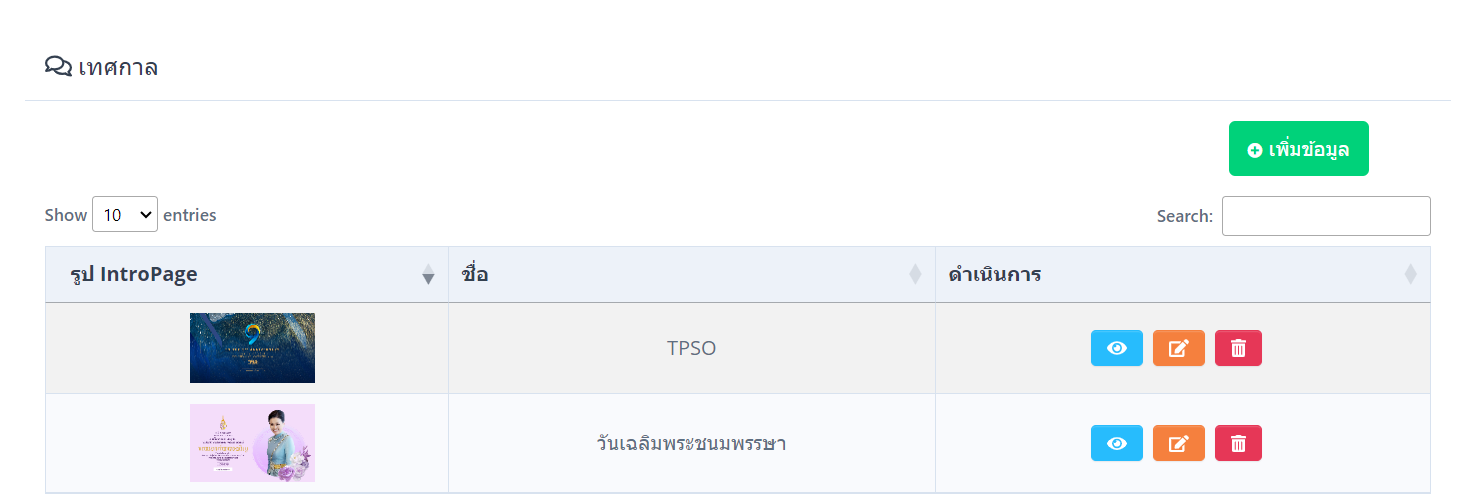 เทศกาล
เพิ่มข้อมูล
Show 10 entries
Search:
รูป IntroPage ชื่อ ดำเนินการ
TPSO
วันเฉลิมพระชนมพรรษา